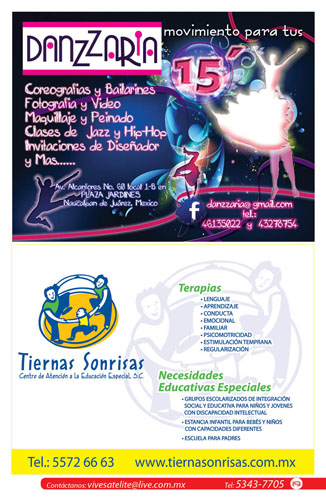 DANZZARIA
movimiento para tus
15´
Coreografias y Bailarines
Fotografia y Video
Maquillaje y Peinado
Clases de Jazz y Hip-Hop
Invitaciones de Diseñador
y Mas......
Av. Alcanfores No. 60 local 1-B en
PLAZA JARDINES
Naucalpan de Juárez, Mexico
f
danzzaria@gmail.com
tel.:
46135022 y 43276754
Terapias
• LENGUAJE
• APRENDIZAJE
• CONDUCTA
• EMOCIONAL
• FAMILIAR
• PSICOMOTRICIDAD
• ESTIMULACIÓN TEMPRANA
• REGULARIZACIÓN
Tiernas Sonrisas
Centro de Atención a la Educación Especial, S.C.
Necesidades
Educativas Especiales
• GRUPOS ESCOLARIZADOS DE INTEGRACIÓN
SOCIAL Y EDUCATIVA PARA NIÑOS Y JOVENES
CON DISCAPACIDAD INTELECTUAL
• ESTANCIA INFANTIL PARA BEBÉS Y NIÑOS
CON CAPACIDADES DIFERENTES
• ESCUELA PARA PADRES
Tel.: 5572 66 63 www.tiernasonrisas.com.mx
Contáctanos: vivesatelite@live.com.mx Tel: 5343-7705